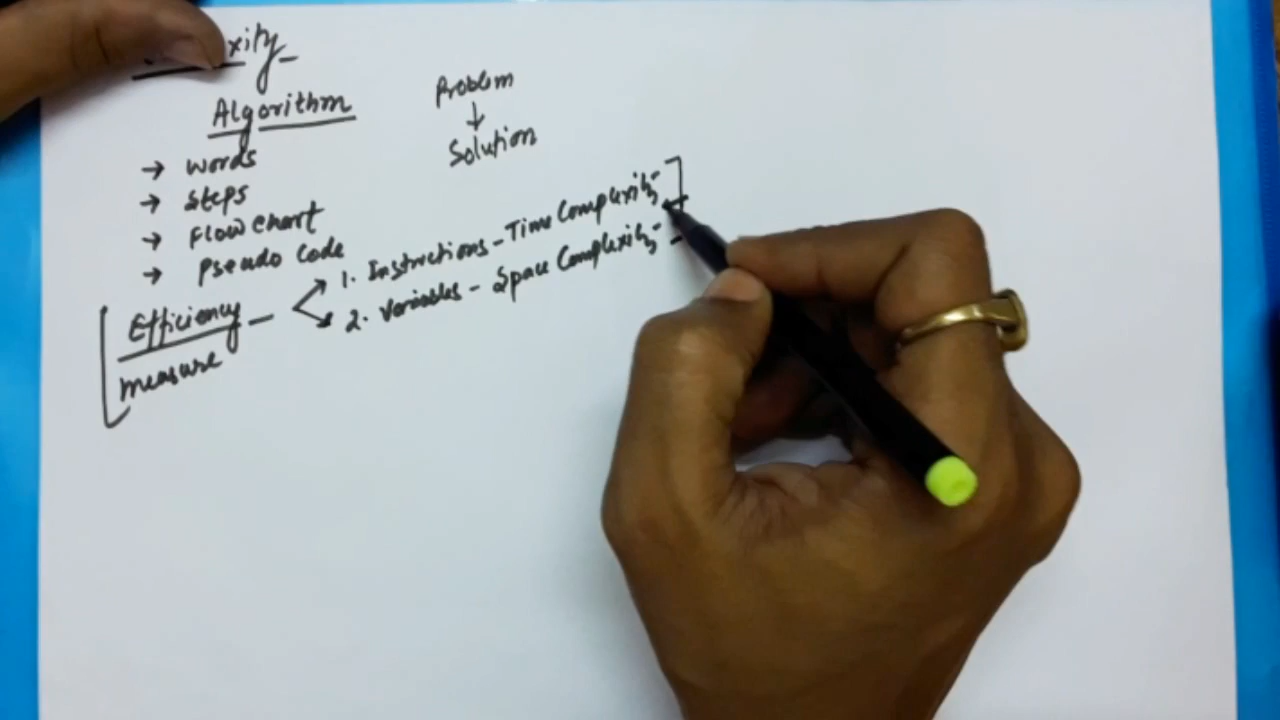 Algorithm
→ words
→ steps
→ Flow chart
→ Pseudo code
Problem
↓
Solution
Efficiency -
measure
1. Instructions - Time Complexity
2. Variables - Space Complexity